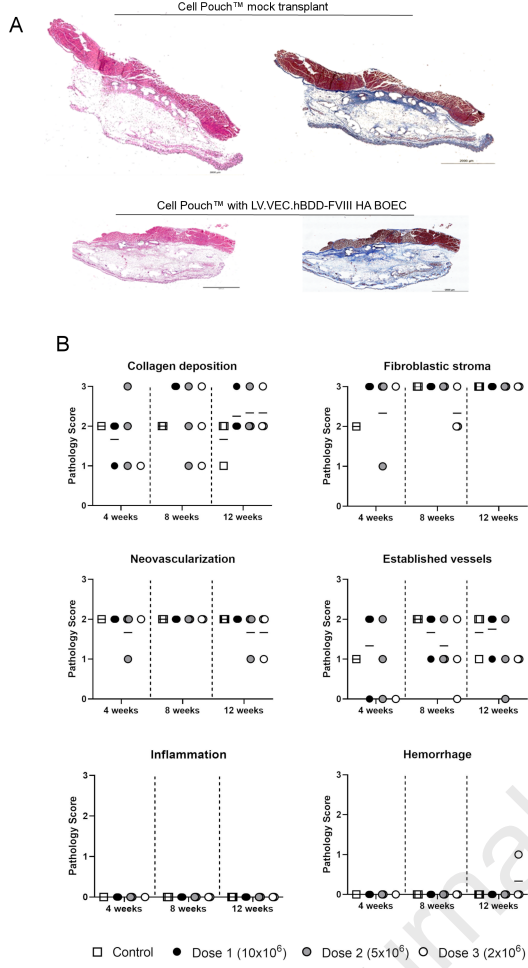 Cell Pouch™ mock transplant
A
Cell Pouch™ with LV.VEC.hBDD-FVIII HA BOEC
B
Collagen deposition
Pathology Score
3
2
1
0
4 weeks 8 weeks 12 weeks
Fibroblastic stroma
Pathology Score
3
2
1
0
4 weeks 8 weeks 12 weeks
Neovascularization
Pathology Score
3
2
1
0
4 weeks 8 weeks 12 weeks
Established vessels
Pathology Score
3
2
1
0
4 weeks 8 weeks 12 weeks
Inflammation
Pathology Score
3
2
1
0
4 weeks 8 weeks 12 weeks
Hemorrhage
Pathology Score
3
2
1
0
4 weeks 8 weeks 12 weeks
Control Dose 1 (10x10⁶) Dose 2 (5x10⁶) Dose 3 (2x10⁶)